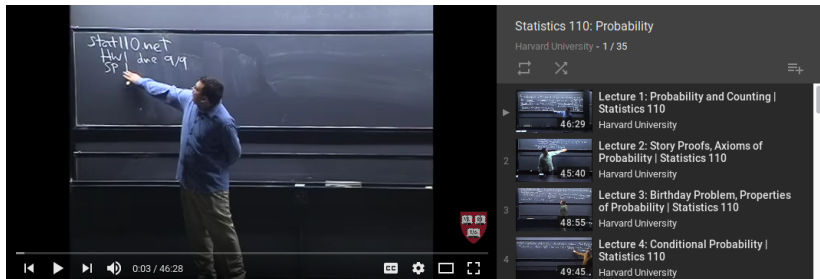 stat110.net
HW1 due 9/9
SP 1
0:03 / 46:28
CC
Statistics 110: Probability
Harvard University - 1 / 35
46:29
Lecture 1: Probability and Counting |
Statistics 110
Harvard University
2
45:40
Lecture 2: Story Proofs, Axioms of
Probability | Statistics 110
Harvard University
3
48:55
Lecture 3: Birthday Problem, Properties
of Probability | Statistics 110
Harvard University
4
49:45
Lecture 4: Conditional Probability |
Statistics 110
Harvard University